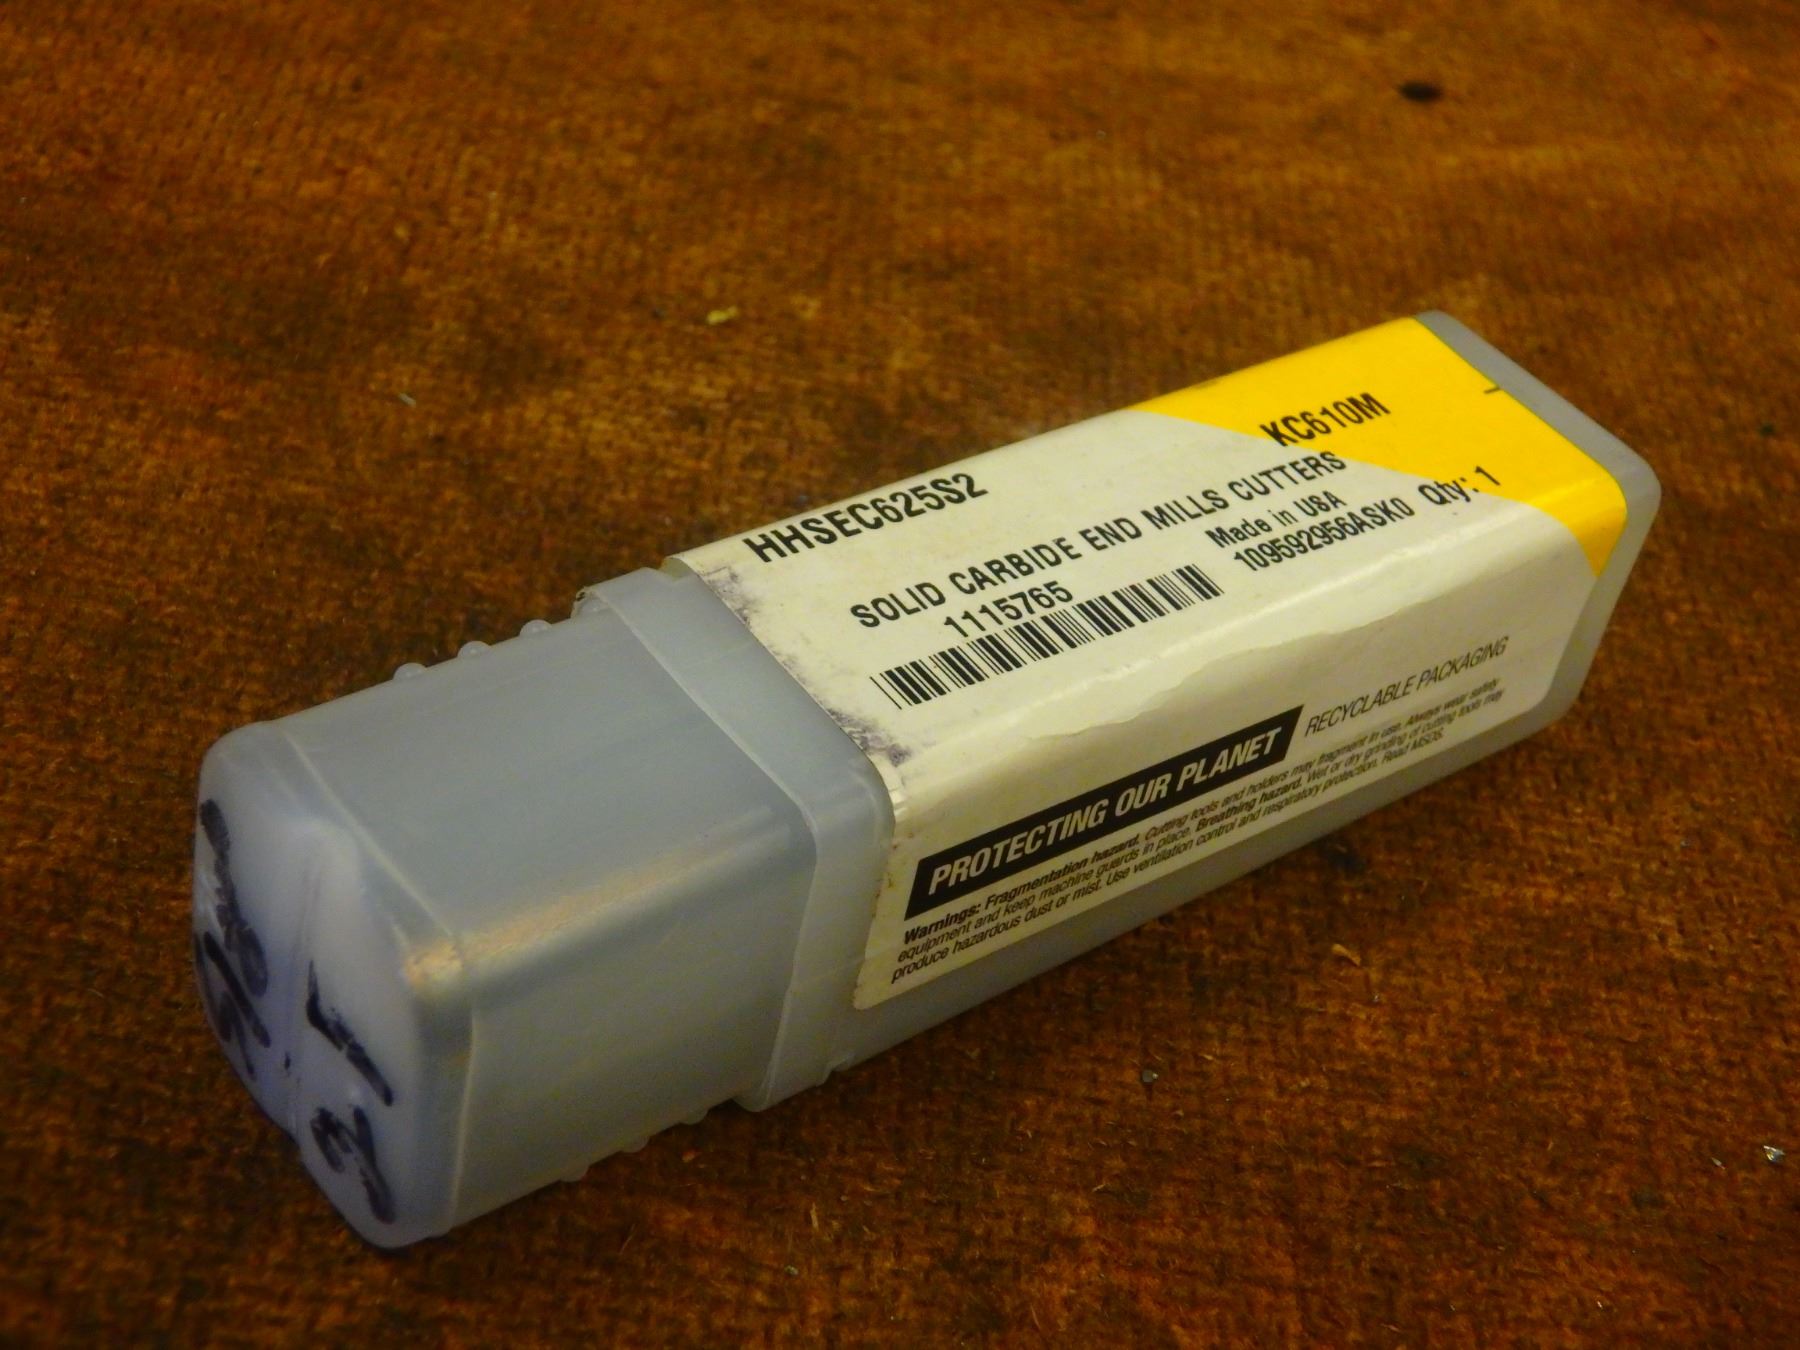 HHSEC625S2
KC610M
SOLID CARBIDE END MILLS CUTTERS
1115765
Made in USA
109592956ASK0 Qty: 1
PROTECTING OUR PLANET
RECYCLABLE PACKAGING
Warnings: Fragmentation hazard. Cutting tools and holders may fragment in use. Always wear safety
equipment and keep machine guards in place. Breathing hazard. Wet or dry grinding of cutting tools may
produce hazardous dust or mist. Use ventilation control and respiratory protection. Read MSDS.